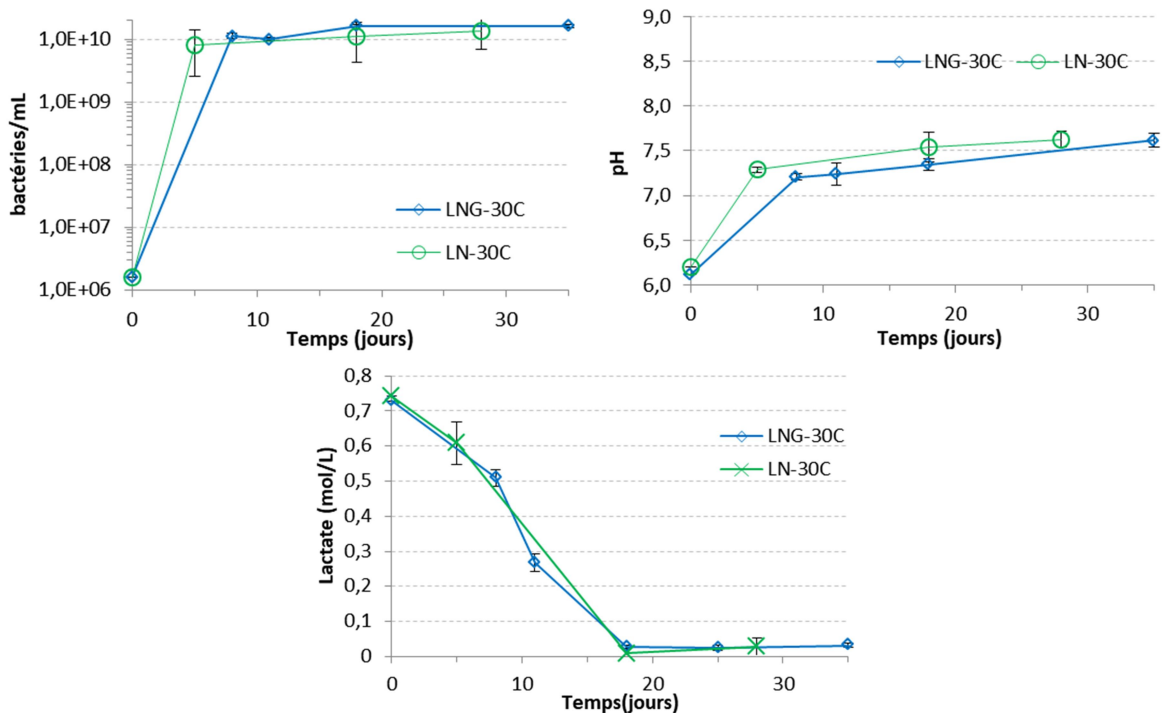 bactéries/mL
1,0E+10
1,0E+09
1,0E+08
1,0E+07
1,0E+06
0
10
20
30
Temps (jours)
LNG-30C
LN-30C
pH
9,0
8,5
8,0
7,5
7,0
6,5
6,0
0
10
20
30
Temps (jours)
LNG-30C
LN-30C
Lactate (mol/L)
0,8
0,7
0,6
0,5
0,4
0,3
0,2
0,1
0
0
10
20
30
Temps(jours)
LNG-30C
LN-30C